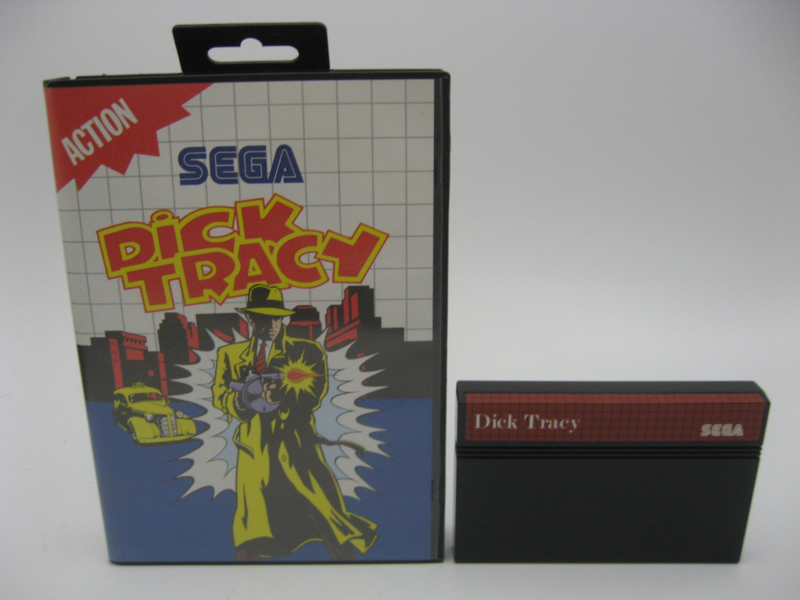 ACTION
SEGA
DiCK
TRACY
Dick Tracy
SEGA